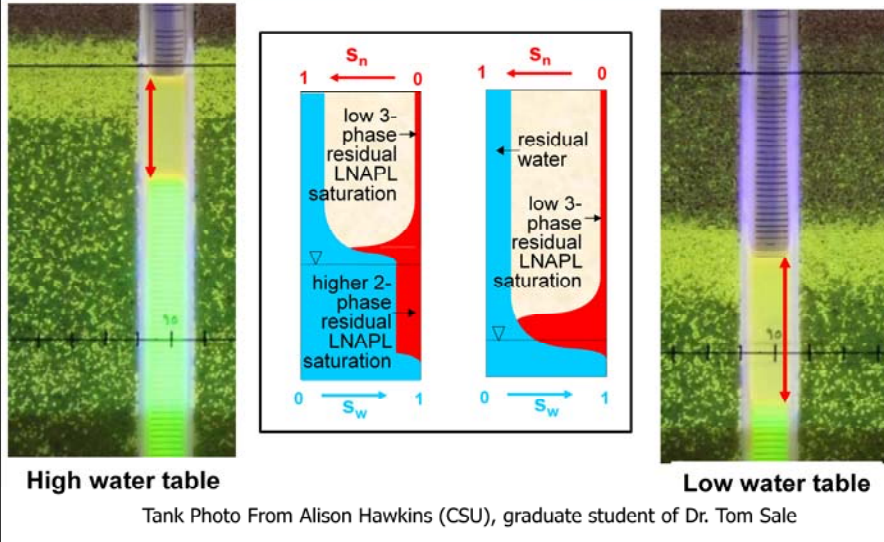 Sn
1 0
low 3-
phase
residual
LNAPL
saturation
higher 2-
phase
residual
LNAPL
saturation
0 1
Sw
Sn
1 0
residual
water
low 3-
phase
residual
LNAPL
saturation
0 1
Sw
90
90
High water table
Low water table
Tank Photo From Alison Hawkins (CSU), graduate student of Dr. Tom Sale